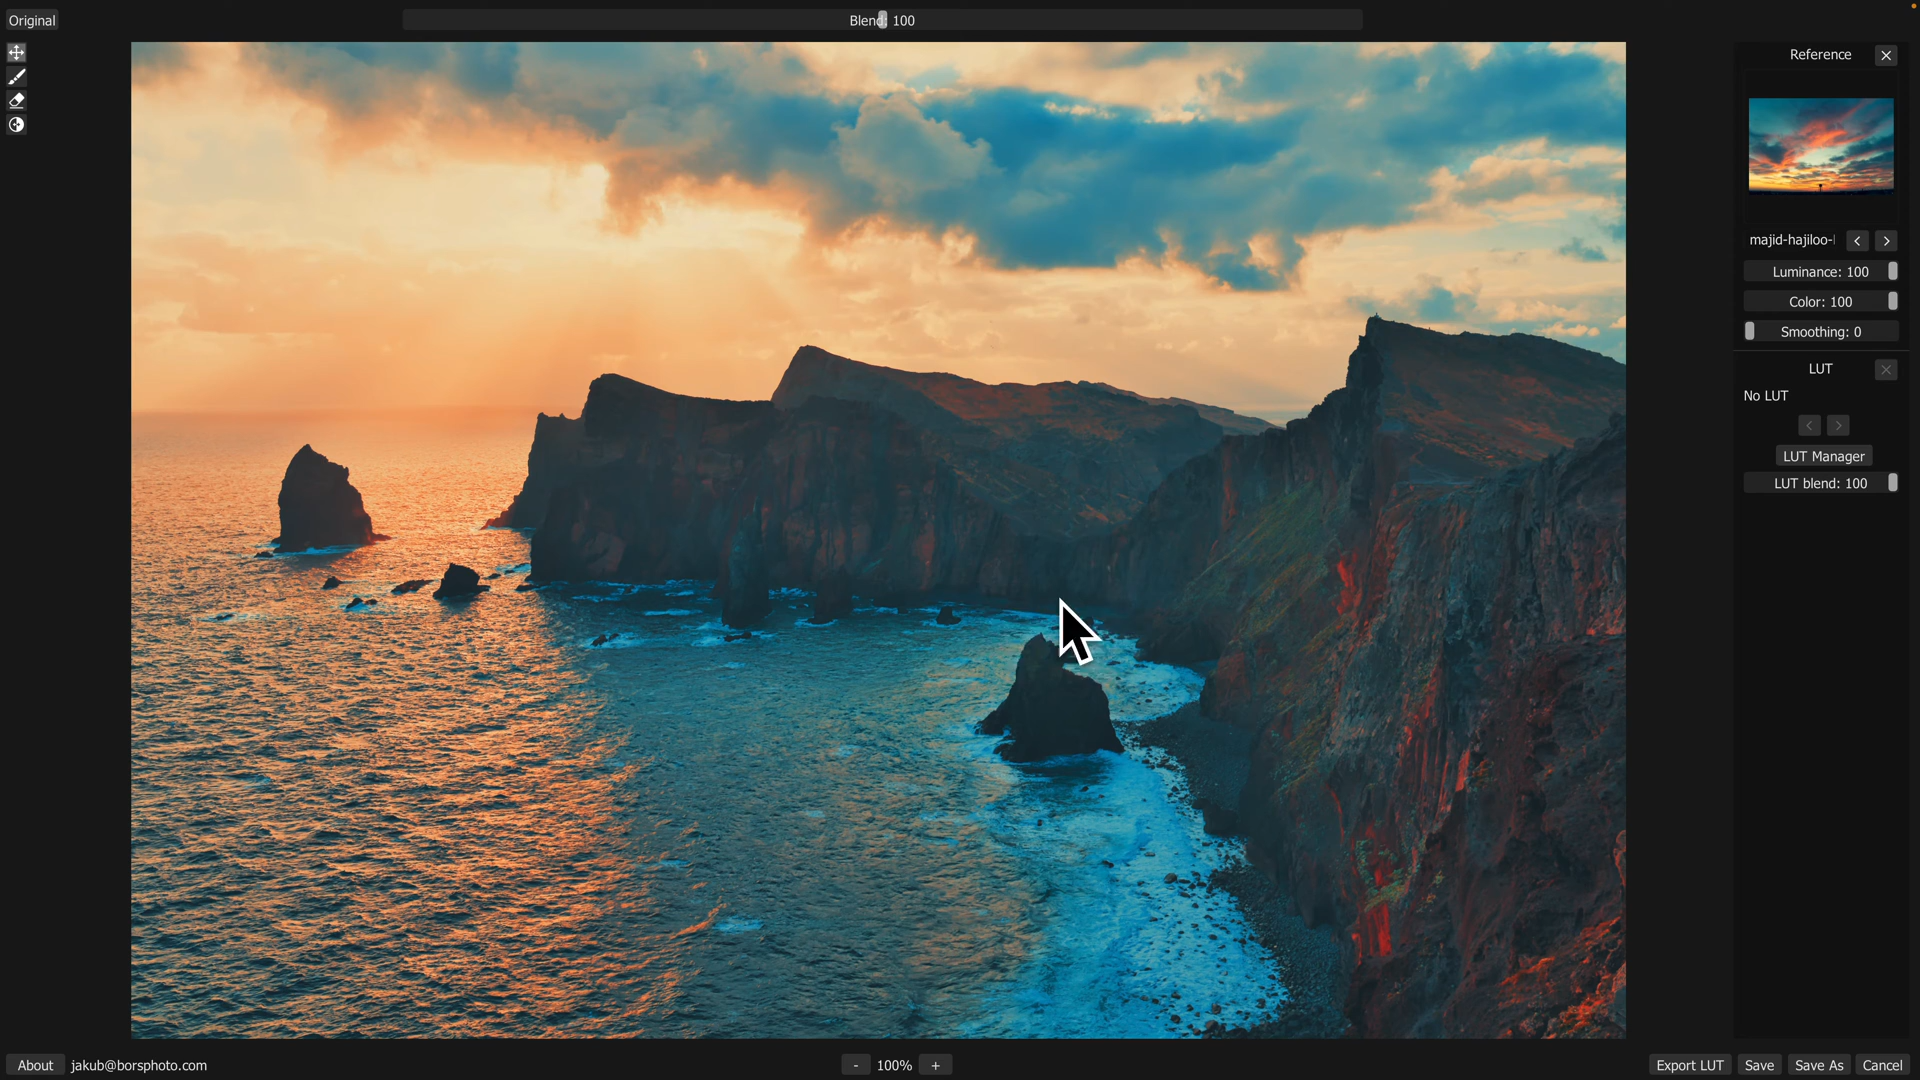 Original
Blend: 100
Reference
majid-hajiloo-
Luminance: 100
Color: 100
Smoothing: 0
LUT
No LUT
LUT Manager
LUT blend: 100
About
jakub@borsphoto.com
- 100% +
Export LUT
Save
Save As
Cancel